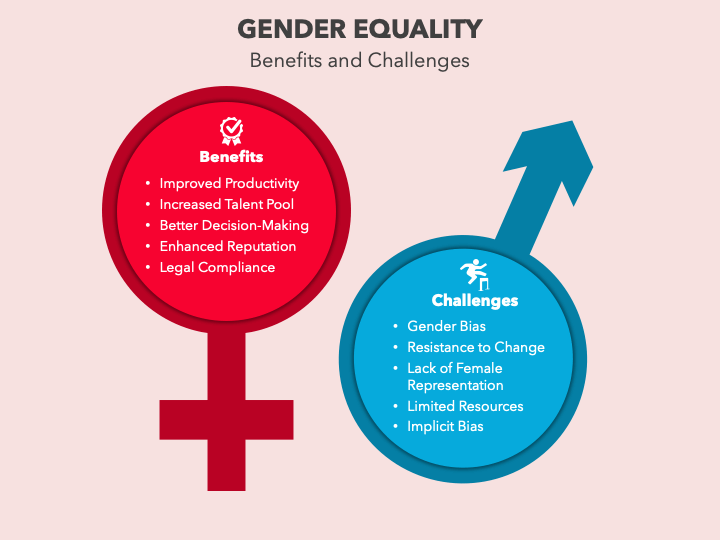 GENDER EQUALITY
Benefits and Challenges
Benefits
• Improved Productivity
• Increased Talent Pool
• Better Decision-Making
• Enhanced Reputation
• Legal Compliance
Challenges
• Gender Bias
• Resistance to Change
• Lack of Female
Representation
• Limited Resources
• Implicit Bias